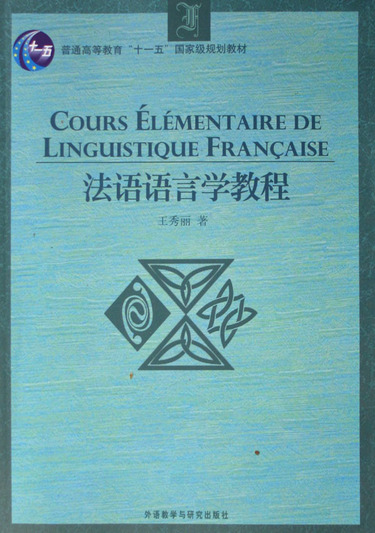 十一五
普通高等教育“十一五”国家级规划教材
COURS ÉLÉMENTAIRE DE
LINGUISTIQUE FRANÇAISE
法语语言学教程
王秀丽 著
外语教学与研究出版社